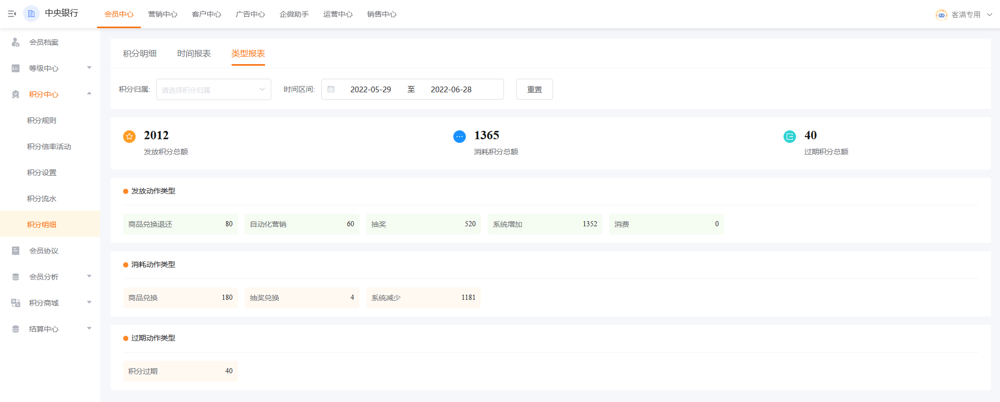 中央银行
会员中心 营销中心 客户中心 广告中心 企微助手 运营中心 销售中心
客满专用
会员档案
Lv. 等级中心
积分中心
积分规则
积分倍率活动
积分设置
积分流水
积分明细
会员协议
会员分析
积分商城
结算中心
积分明细 时间报表 类型报表
积分归属: 请选择积分归属 时间区间: 2022-05-29 至 2022-06-28 重置
2012 1365 40
发放积分总额 消耗积分总额 过期积分总额
发放动作类型
商品兑换退还 80 自动化营销 60 抽奖 520 系统增加 1352 消费 0
消耗动作类型
商品兑换 180 抽奖兑换 4 系统减少 1181
过期动作类型
积分过期 40